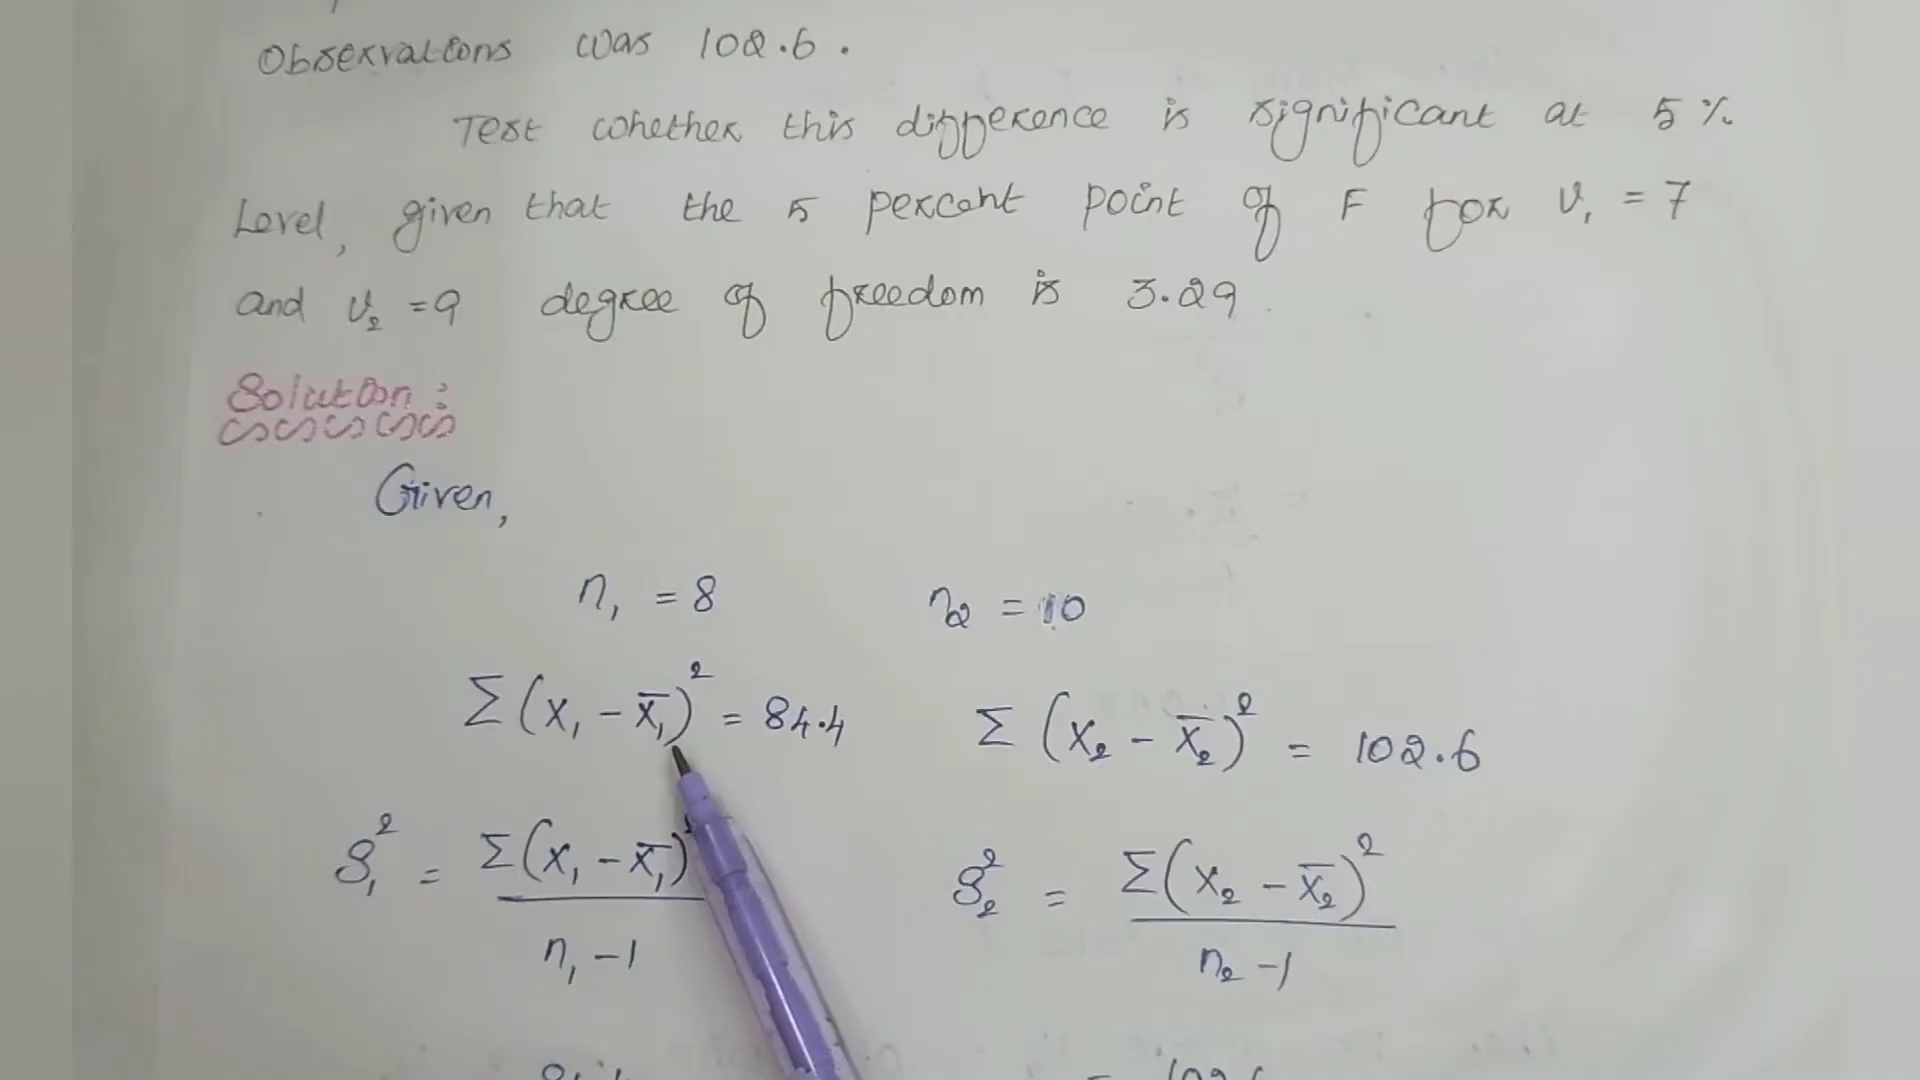 Observations was 102.6.
Test whether this difference is significant at 5%
Level, given that the 5 percent point of F for v₁ = 7
and v₂ = 9 degree of freedom is 3.29
Solution:
Given,
n₁ = 8 n₂ = 10
Σ(x₁ - x̄₁)² = 84.4 Σ(x₂ - x̄₂)² = 102.6
S₁² = Σ(x₁ - x̄₁) S₂² = Σ(x₂ - x̄₂)²
n₁ - 1 n₂ - 1